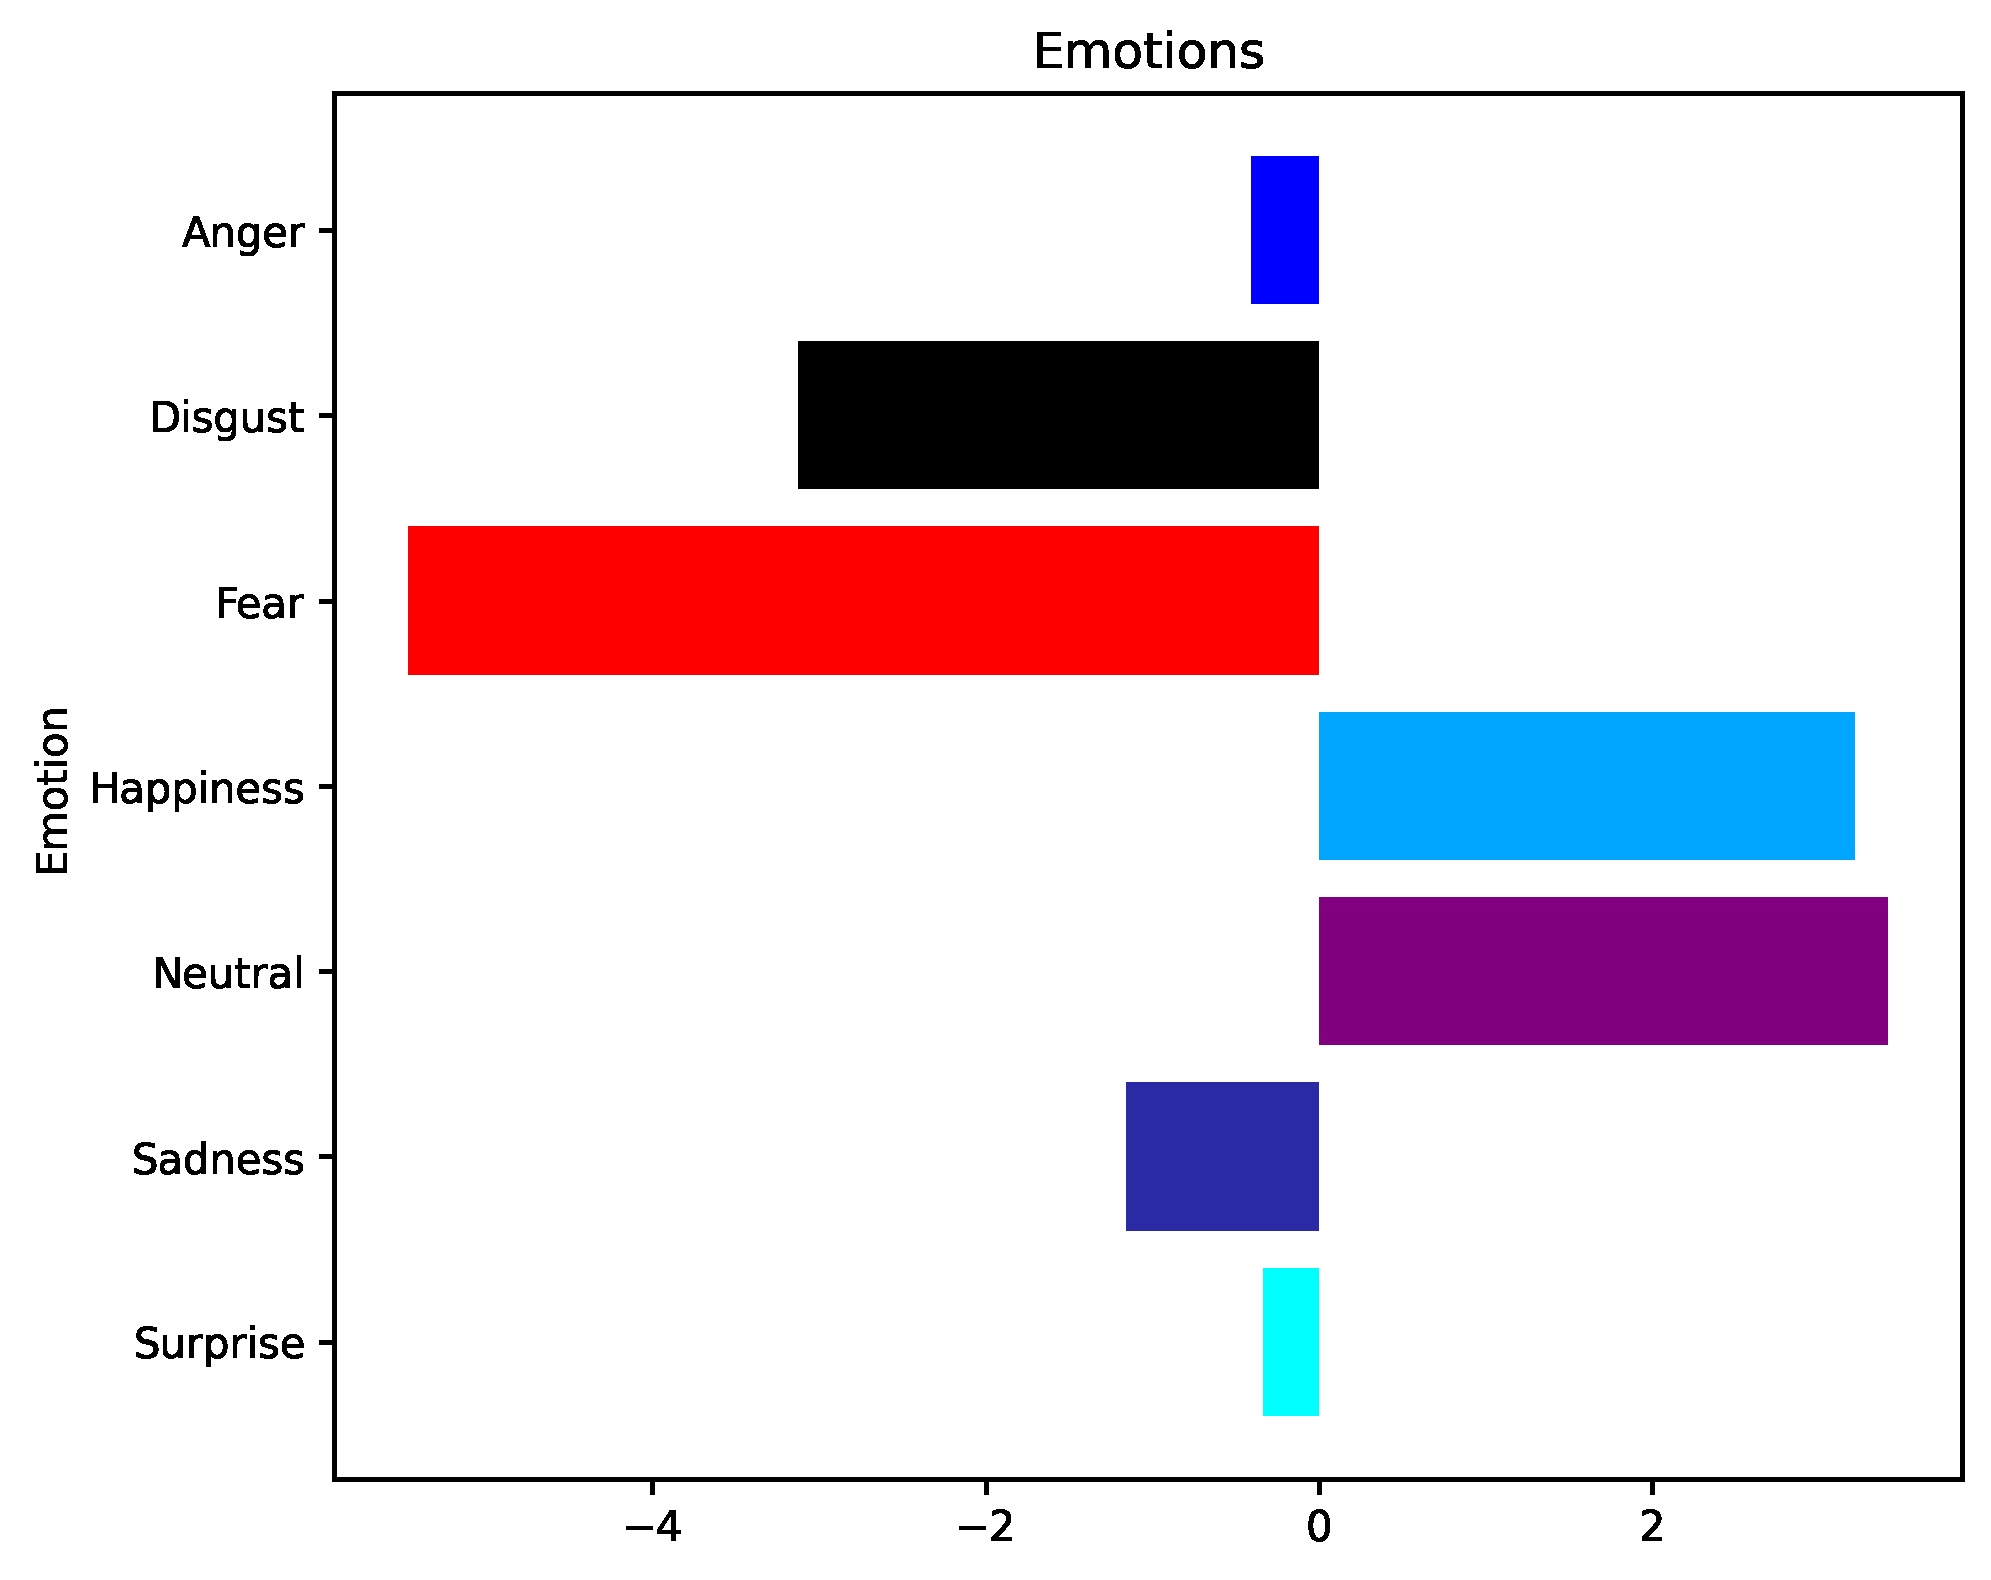 Emotions
Anger
Disgust
Fear
Happiness
Neutral
Sadness
Surprise
Emotion
−4
−2
0
2